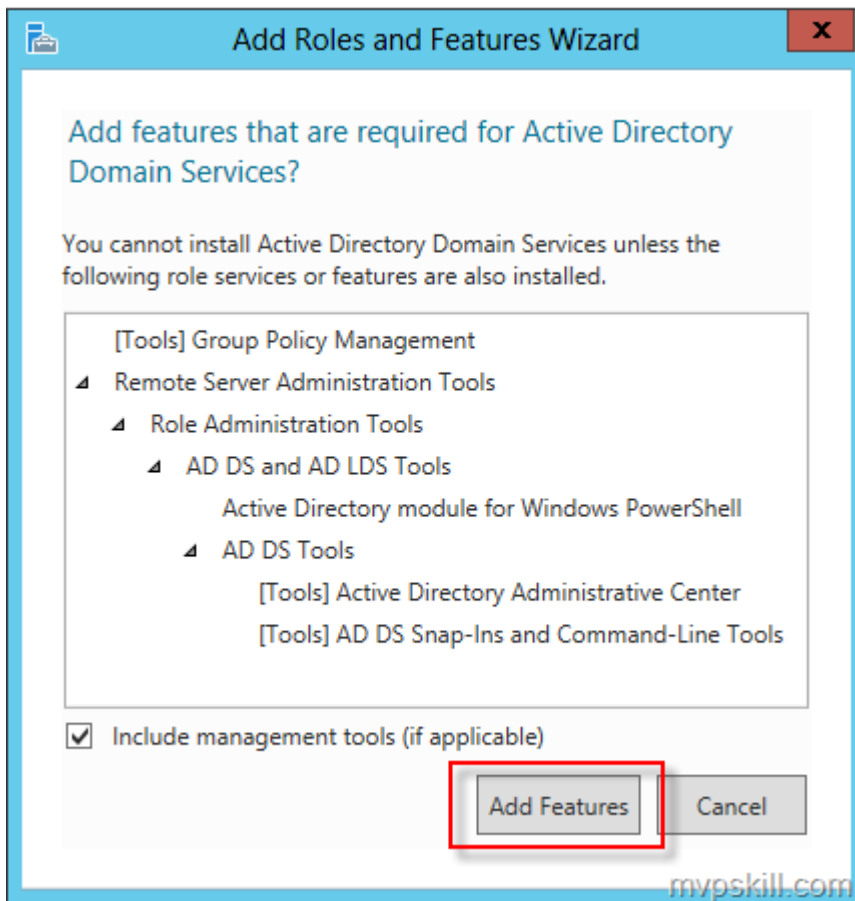 Add Roles and Features Wizard
x
Add features that are required for Active Directory
Domain Services?
You cannot install Active Directory Domain Services unless the
following role services or features are also installed.
[Tools] Group Policy Management
Remote Server Administration Tools
Role Administration Tools
AD DS and AD LDS Tools
Active Directory module for Windows PowerShell
AD DS Tools
[Tools] Active Directory Administrative Center
[Tools] AD DS Snap-Ins and Command-Line Tools
Include management tools (if applicable)
Add Features Cancel
mvpskill.com